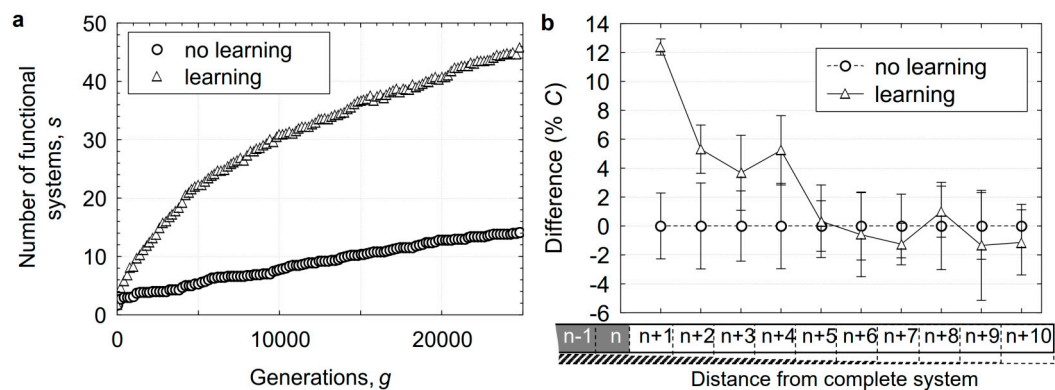 a
Number of functional
systems, s
50
40
30
20
10
0
no learning
learning
0
10000
20000
Generations, g
b
Difference (% C)
14
12
10
8
6
4
2
0
-2
-4
-6
no learning
learning
n-1 n n+1 n+2 n+3 n+4 n+5 n+6 n+7 n+8 n+9 n+10
Distance from complete system